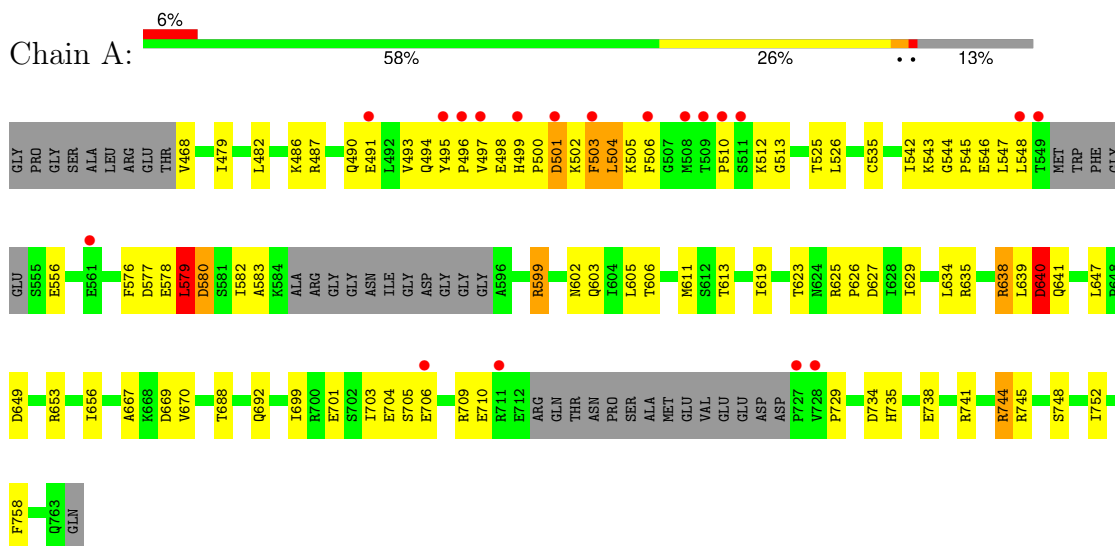 6%
Chain A:
58% 26% • • 13%
GLY PRO GLY SER ALA LEU ARG GLU THR V468 I479 L482 K486 R487 Q490 E491 L492 V493 Q494 Y495 P496 V497 E498 H499 P500 D501 K502 F503 L504 K505 F506 G507 M508 T509 P510 S511 K512 G513 T525 L526 C535 I542 K543 G544 P545 E546 L547 L548 T549 MET TRP PHE GLY
GLU S555 E556 E561 F576 D577 E578 L579 D580 S581 I582 A583 K584 ALA ARG GLY GLY ASN ILE GLY ASP GLY GLY GLY A596 R599 N602 Q603 I604 L605 T606 M611 S612 T613 I619 T623 N624 R625 P626 D627 I628 I629 L634 R635 R638 L639 D640 Q641 L647 P648
D649 R653 I656 A667 K668 D669 V670 T688 Q692 I699 R700 E701 S702 I703 E704 S705 E706 R709 E710 R711 E712 ARG GLN THR ASN PRO SER ALA MET GLU VAL GLU GLU ASP ASP P727 V728 P729 D734 H735 E738 R741 R744 R745 S748 I752
F758 Q763 GLN